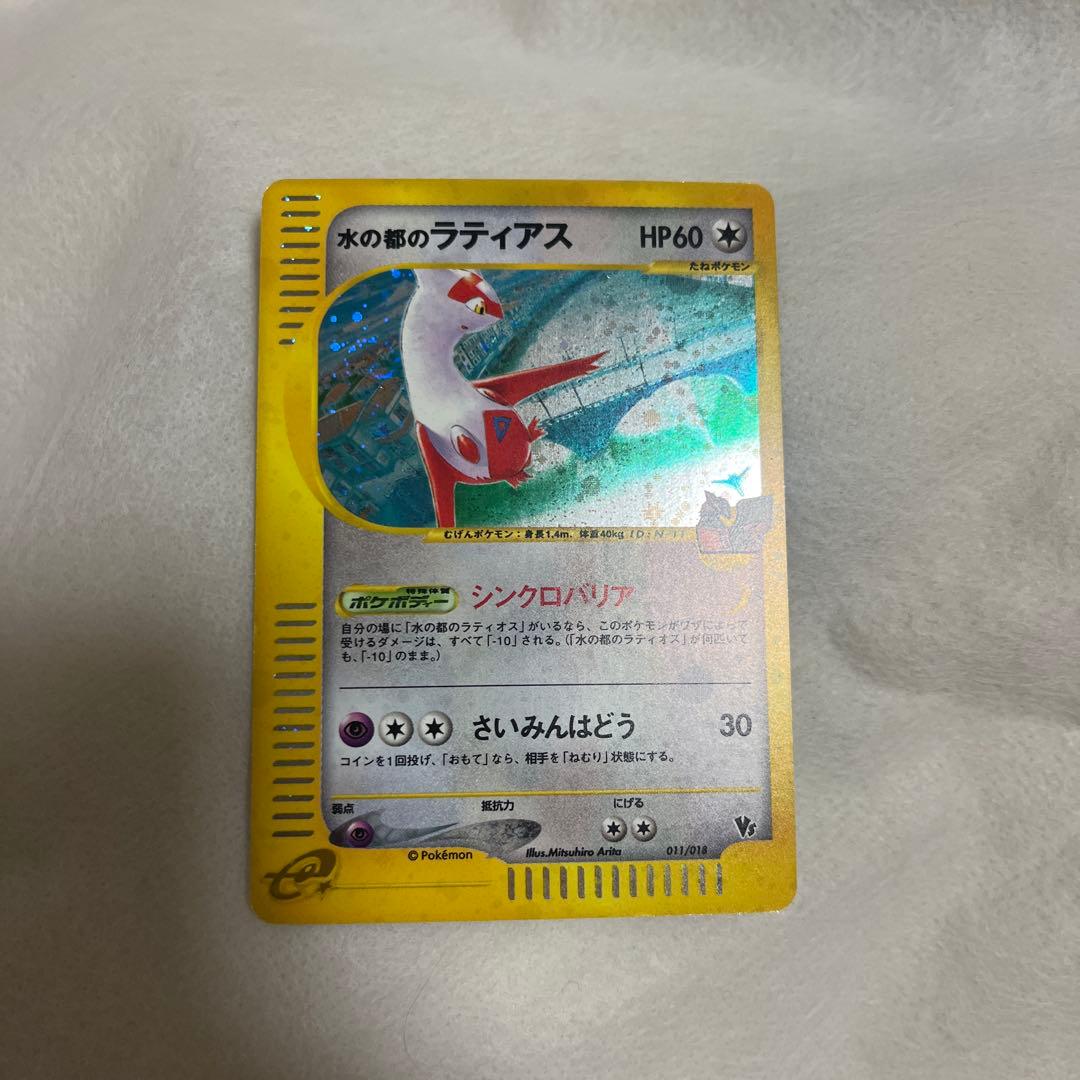 水の都のラティアス HP60
たねポケモン
むげんポケモン：身長1.4m、体重40kg ID:N-11
特殊体質
ポケボディー シンクロバリア
自分の場に「水の都のラティオス」がいるなら、このポケモンがワザによって
受けるダメージは、すべて「-10」される。（「水の都のラティオス」が何匹いて
も、「-10」のまま。）
さいみんはどう 30
コインを1回投げ、「おもて」なら、相手を「ねむり」状態にする。
弱点 抵抗力 にげる
©Pokémon Illus.Mitsuhiro Arita 011/018 VS
e